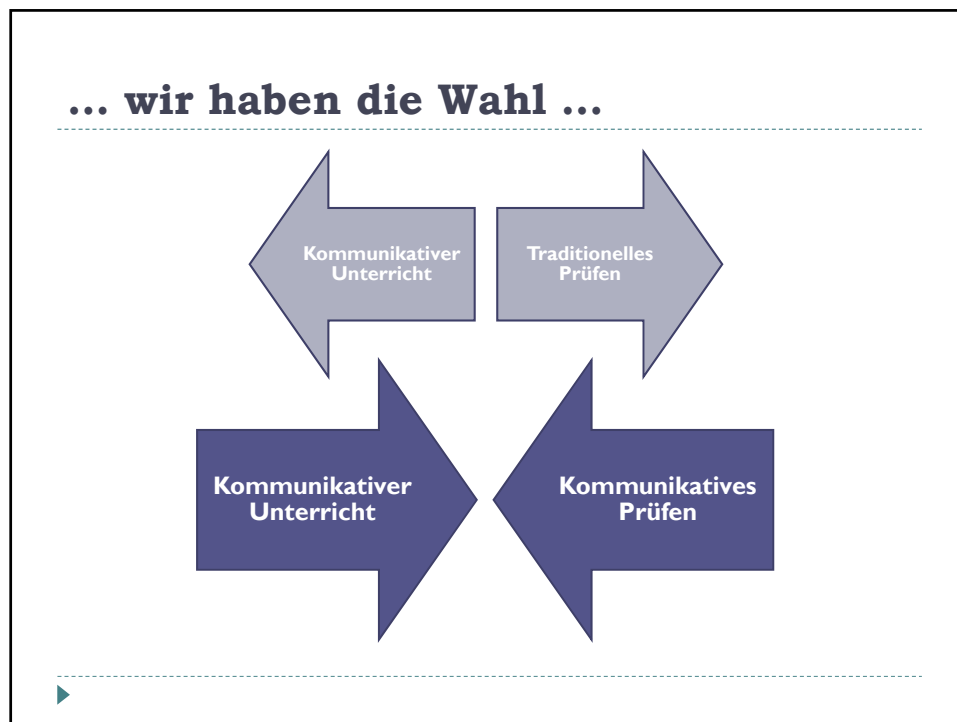 ... wir haben die Wahl ...
Kommunikativer
Unterricht
Traditionelles
Prüfen
Kommunikativer
Unterricht
Kommunikatives
Prüfen